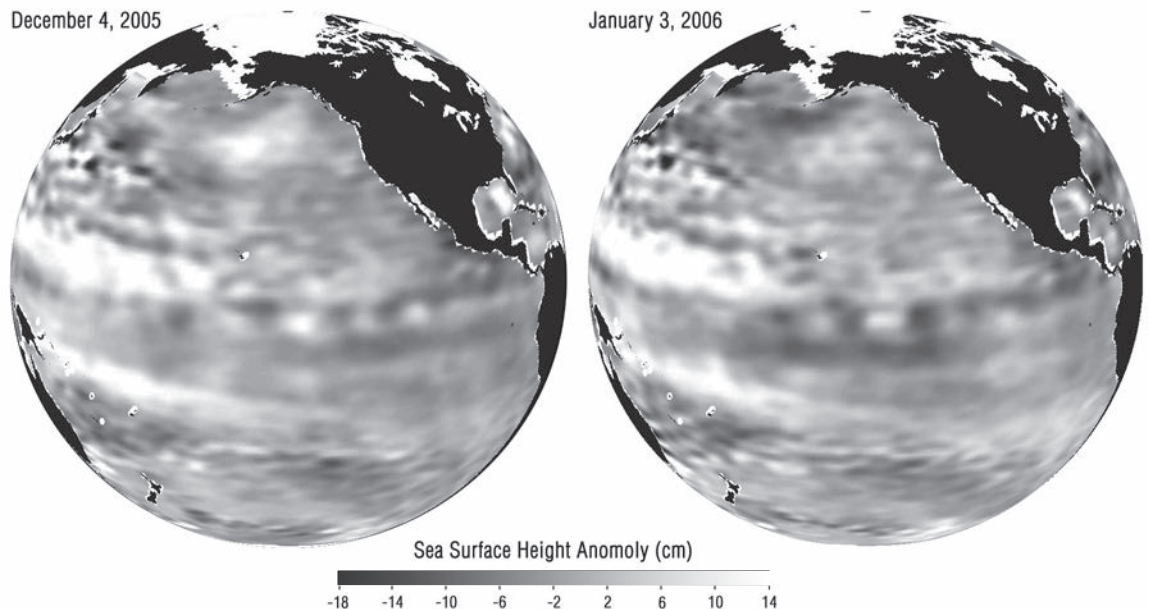 December 4, 2005
January 3, 2006
Sea Surface Height Anomoly (cm)
-18 -14 -10 -6 -2 2 6 10 14